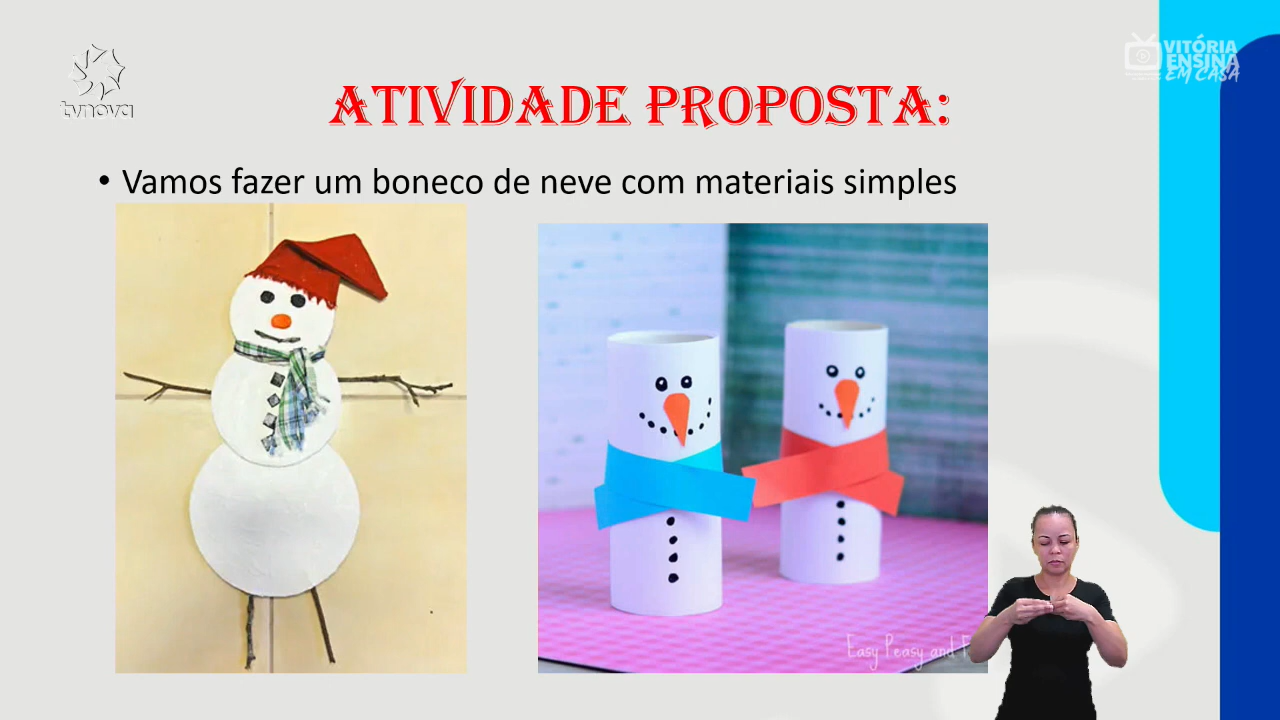 tvnova
VITÓRIA
ENSINA
EM CASA
ATIVIDADE PROPOSTA:
• Vamos fazer um boneco de neve com materiais simples
Easy Peasy and F